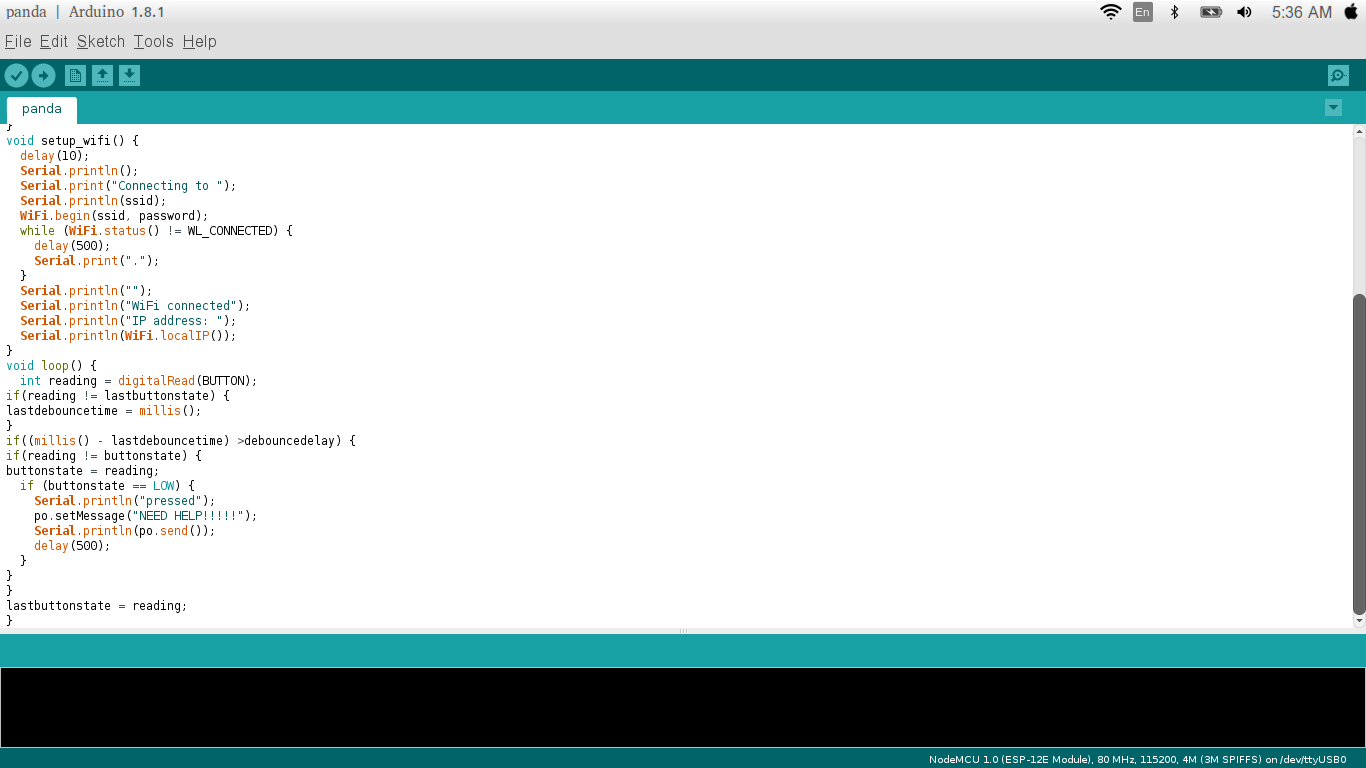 panda | Arduino 1.8.1
En
5:36 AM
File Edit Sketch Tools Help
panda
}
void setup_wifi() {
  delay(10);
  Serial.println();
  Serial.print("Connecting to ");
  Serial.println(ssid);
  WiFi.begin(ssid, password);
  while (WiFi.status() != WL_CONNECTED) {
    delay(500);
    Serial.print(".");
  }
  Serial.println("");
  Serial.println("WiFi connected");
  Serial.println("IP address: ");
  Serial.println(WiFi.localIP());
}
void loop() {
  int reading = digitalRead(BUTTON);
if(reading != lastbuttonstate) {
lastdebouncetime = millis();
}
if((millis() - lastdebouncetime) >debouncedelay) {
if(reading != buttonstate) {
buttonstate = reading;
  if (buttonstate == LOW) {
    Serial.println("pressed");
    po.setMessage("NEED HELP!!!!!");
    Serial.println(po.send());
    delay(500);
  }
}
}
lastbuttonstate = reading;
}
NodeMCU 1.0 (ESP-12E Module), 80 MHz, 115200, 4M (3M SPIFFS) on /dev/ttyUSB0